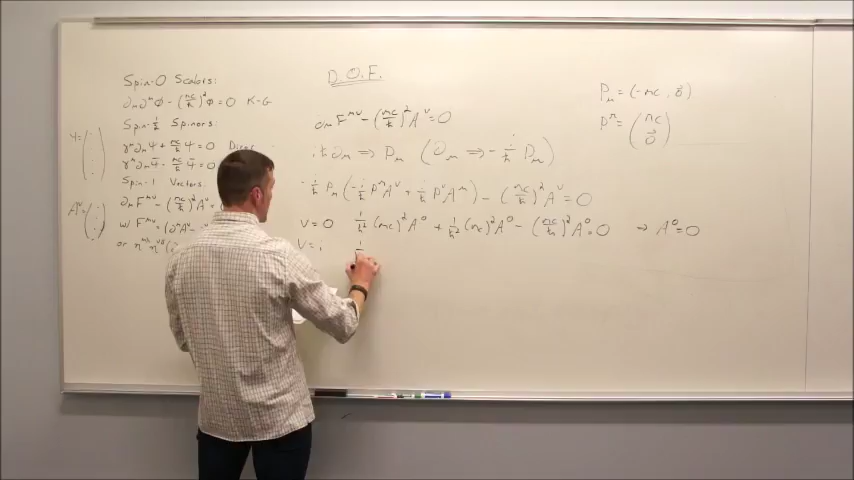 Spin-0 Scalars:
∂_μ∂^μ Φ - (mc/ħ)² Φ = 0 K-G
Spin-½ Spinors:
Ψ = ( )
γ^μ∂_μ Ψ + mc/ħ Ψ = 0 Dirac
γ^μ∂_μ Ψ̄ - mc/ħ Ψ̄ = 0
Spin-1 Vectors:
A^ν = ( )
∂_μ F^μν - (mc/ħ)² A^ν =
w/ F^μν = (∂^μ A^ν -
or η^μα η^νβ (∂
D.O.F.
∂_μ F^μν - (mc/ħ)² A^ν = 0
iħ∂_μ ⇒ P_μ (∂_μ ⇒ - i/ħ P_μ)
- i/ħ P_μ (- i/ħ P^μ A^ν + i/ħ P^ν A^μ) - (mc/ħ)² A^ν = 0
ν = 0 1/ħ² (mc)² A⁰ + 1/ħ² (mc)² A⁰ - (mc/ħ)² A⁰ = 0 ⇒ A⁰ = 0
ν = i 1
P_μ = (-mc, 0⃗)
P^μ = (mc
0⃗)